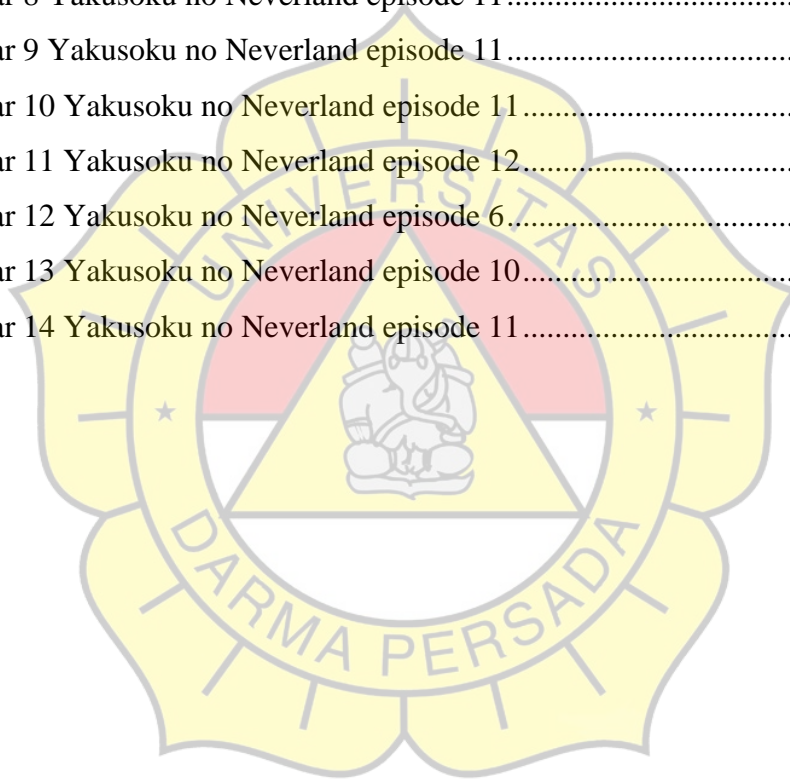 ar 8 Yakusoku no Neverland episode 11.....................................
ar 9 Yakusoku no Neverland episode 11.....................................
ar 10 Yakusoku no Neverland episode 11...................................
ar 11 Yakusoku no Neverland episode 12...................................
ar 12 Yakusoku no Neverland episode 6.....................................
ar 13 Yakusoku no Neverland episode 10...................................
ar 14 Yakusoku no Neverland episode 11...................................
UNIVERSITAS
DARMA PERSADA